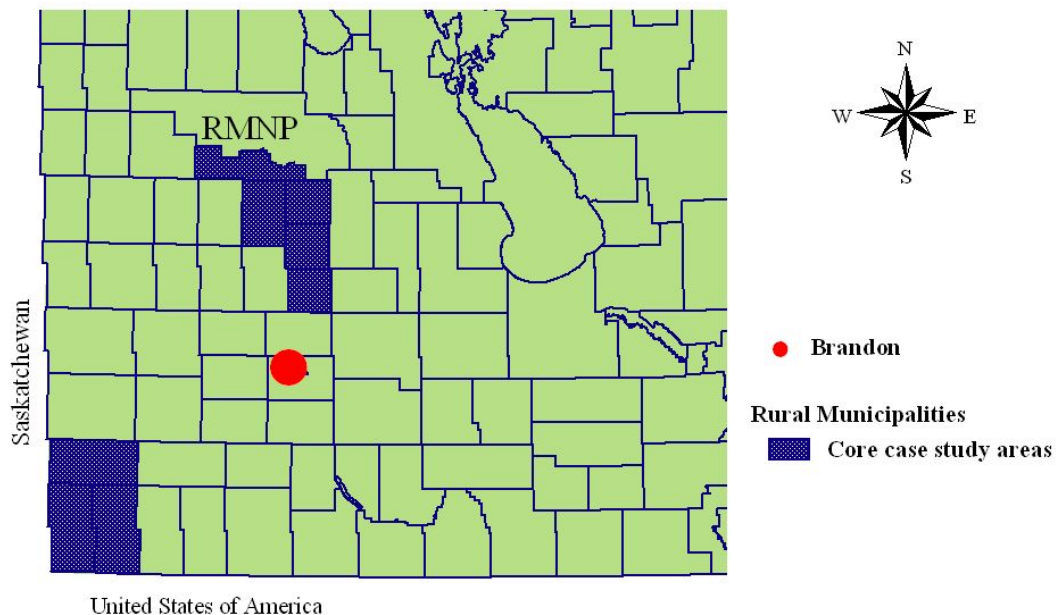 RMNP
N
W
E
S
Saskatchewan
Brandon
Rural Municipalities
Core case study areas
United States of America